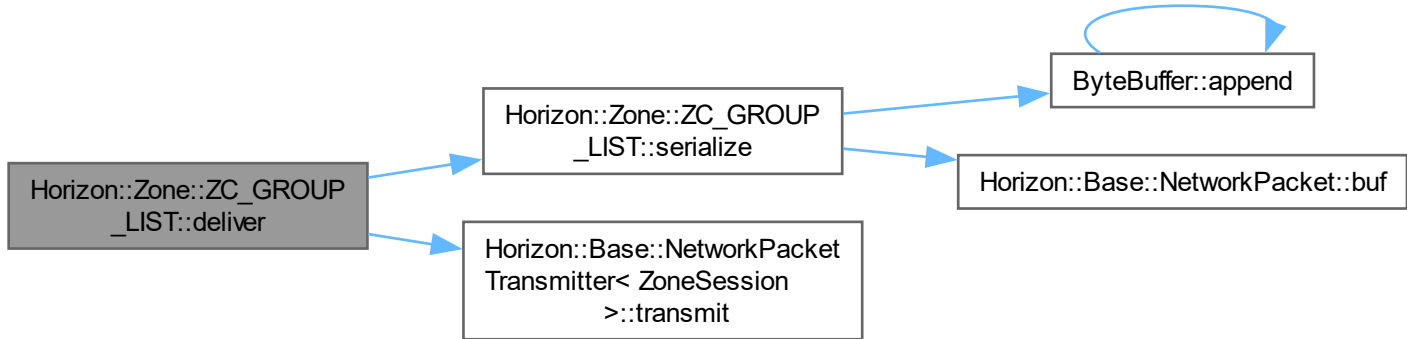 Horizon::Zone::ZC_GROUP
_LIST::deliver
Horizon::Zone::ZC_GROUP
_LIST::serialize
ByteBuffer::append
Horizon::Base::NetworkPacket::buf
Horizon::Base::NetworkPacket
Transmitter< ZoneSession
>::transmit